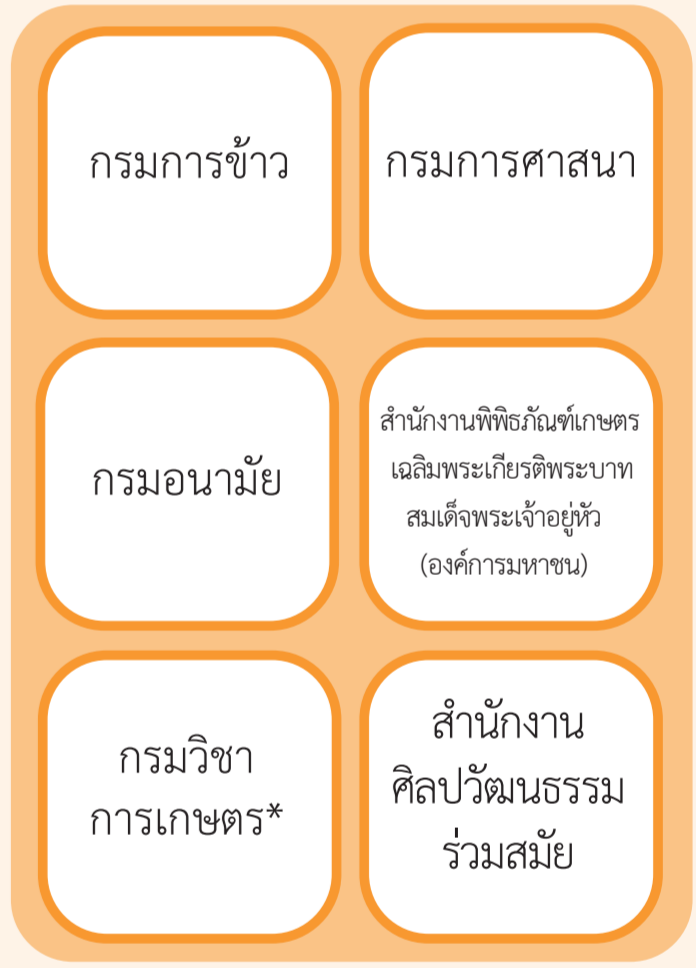 กรมการข้าว
กรมการศาสนา
กรมอนามัย
สำนักงานพิพิธภัณฑ์เกษตร
เฉลิมพระเกียรติพระบาท
สมเด็จพระเจ้าอยู่หัว
(องค์การมหาชน)
กรมวิชา
การเกษตร*
สำนักงาน
ศิลปวัฒนธรรม
ร่วมสมัย